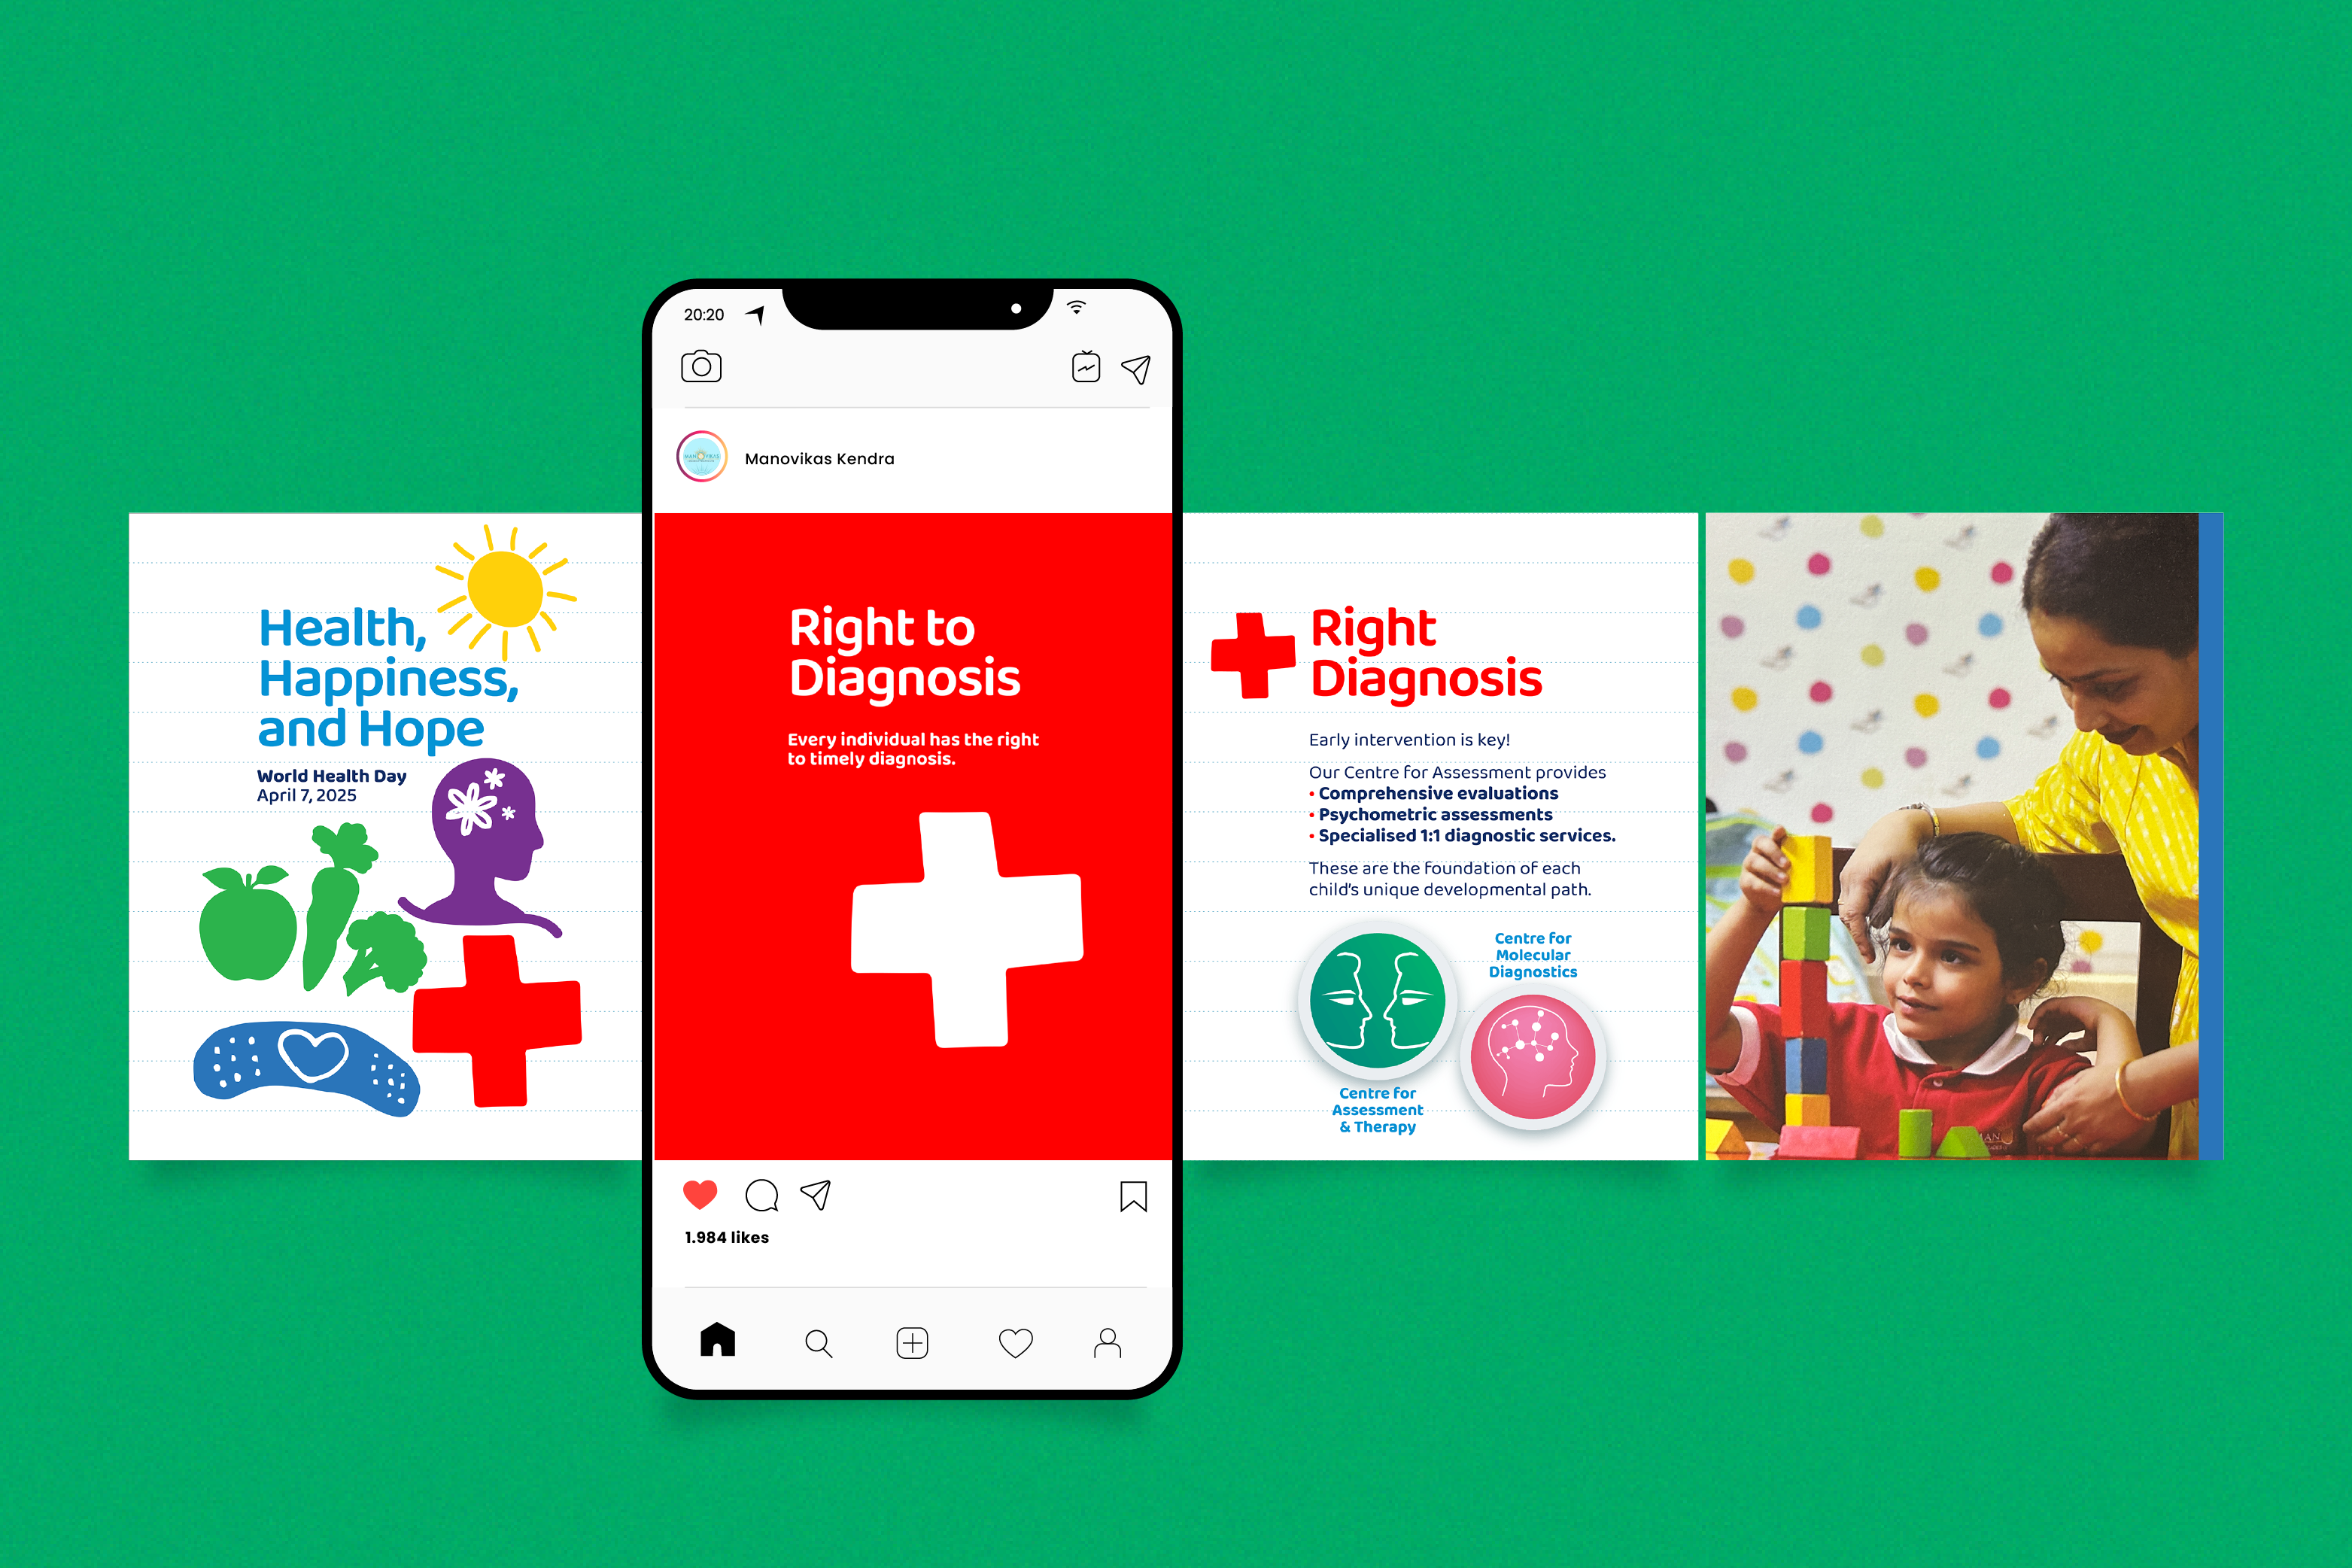 Health,
Happiness,
and Hope
World Health Day
April 7, 2025
20:20
Manovikas Kendra
Right to
Diagnosis
Every individual has the right
to timely diagnosis.
1.984 likes
Right
Diagnosis
Early intervention is key!
Our Centre for Assessment provides
• Comprehensive evaluations
• Psychometric assessments
• Specialised 1:1 diagnostic services.
These are the foundation of each
child's unique developmental path.
Centre for
Molecular
Diagnostics
Centre for
Assessment
& Therapy